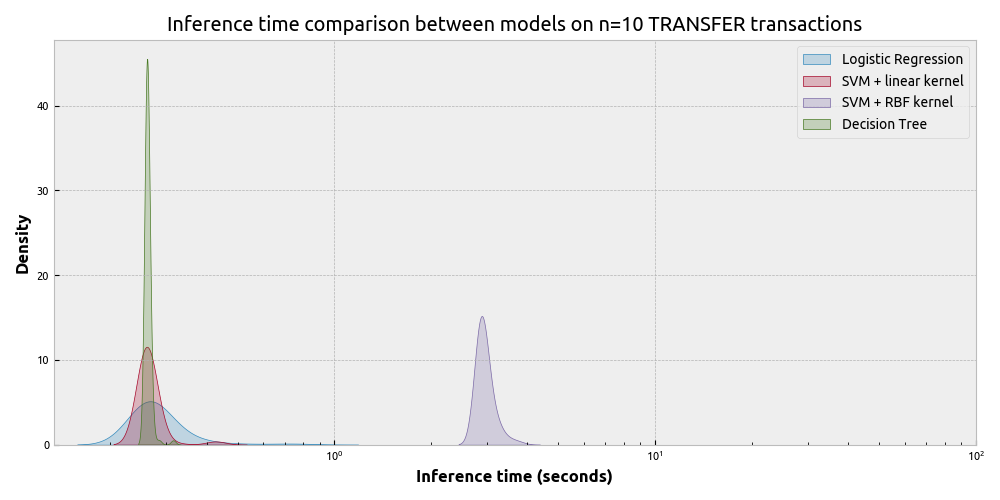 Inference time comparison between models on n=10 TRANSFER transactions
Logistic Regression
SVM + linear kernel
SVM + RBF kernel
Decision Tree
40
30
20
10
0
Density
10⁰
10¹
10²
Inference time (seconds)